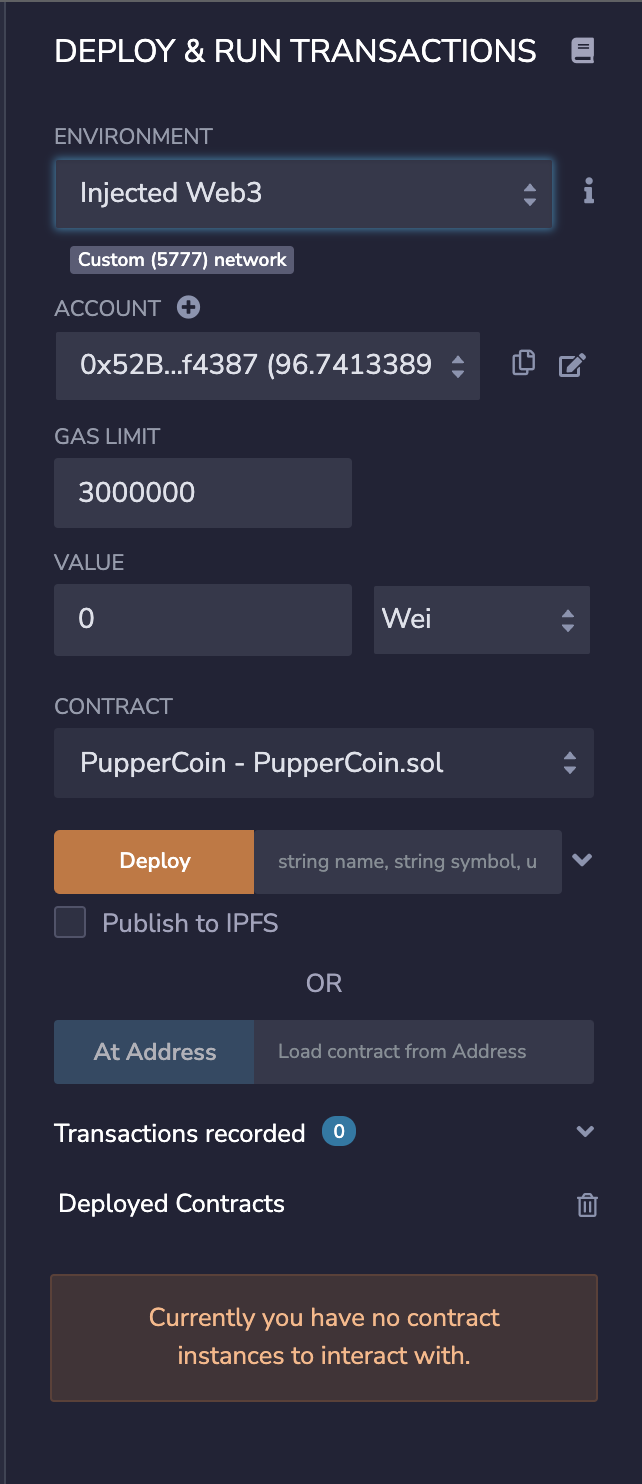 DEPLOY & RUN TRANSACTIONS
ENVIRONMENT
Injected Web3
Custom (5777) network
ACCOUNT
0x52B...f4387 (96.7413389
GAS LIMIT
3000000
VALUE
0 Wei
CONTRACT
PupperCoin - PupperCoin.sol
Deploy string name, string symbol, u
Publish to IPFS
OR
At Address Load contract from Address
Transactions recorded 0
Deployed Contracts
Currently you have no contract
instances to interact with.